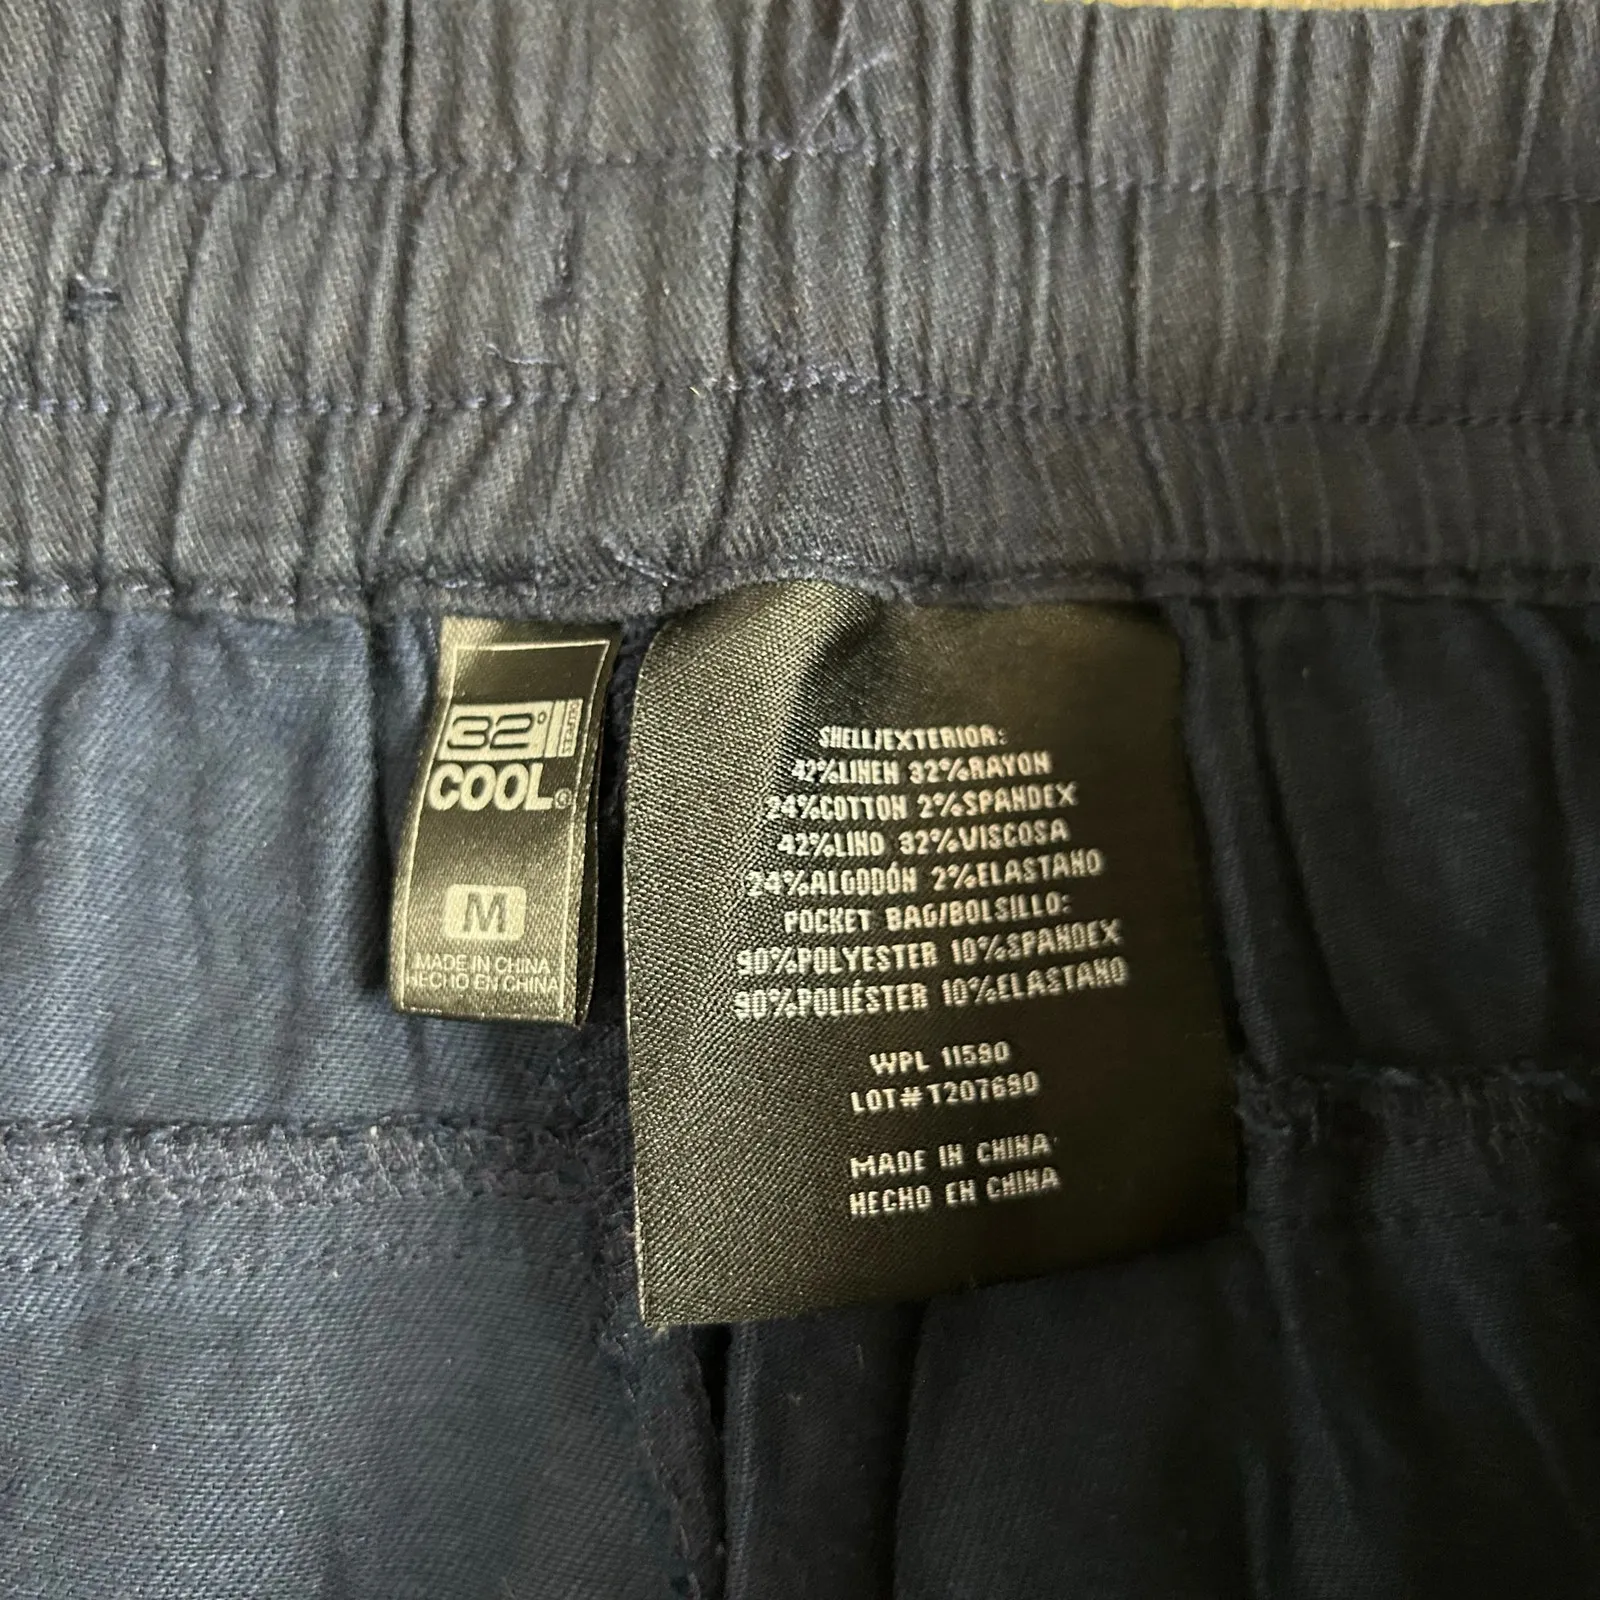 32°
COOL®
M
MADE IN CHINA
HECHO EN CHINA
SHELL/EXTERIOR:
42%LINEN 32%RAYON
24%COTTON 2%SPANDEX
42%LINO 32%VISCOSA
24%ALGODÓN 2%ELASTANO
POCKET BAG/BOLSILLO:
90%POLYESTER 10%SPANDEX
90%POLIÉSTER 10%ELASTANO
WPL 11590
LOT#T207690
MADE IN CHINA
HECHO EN CHINA